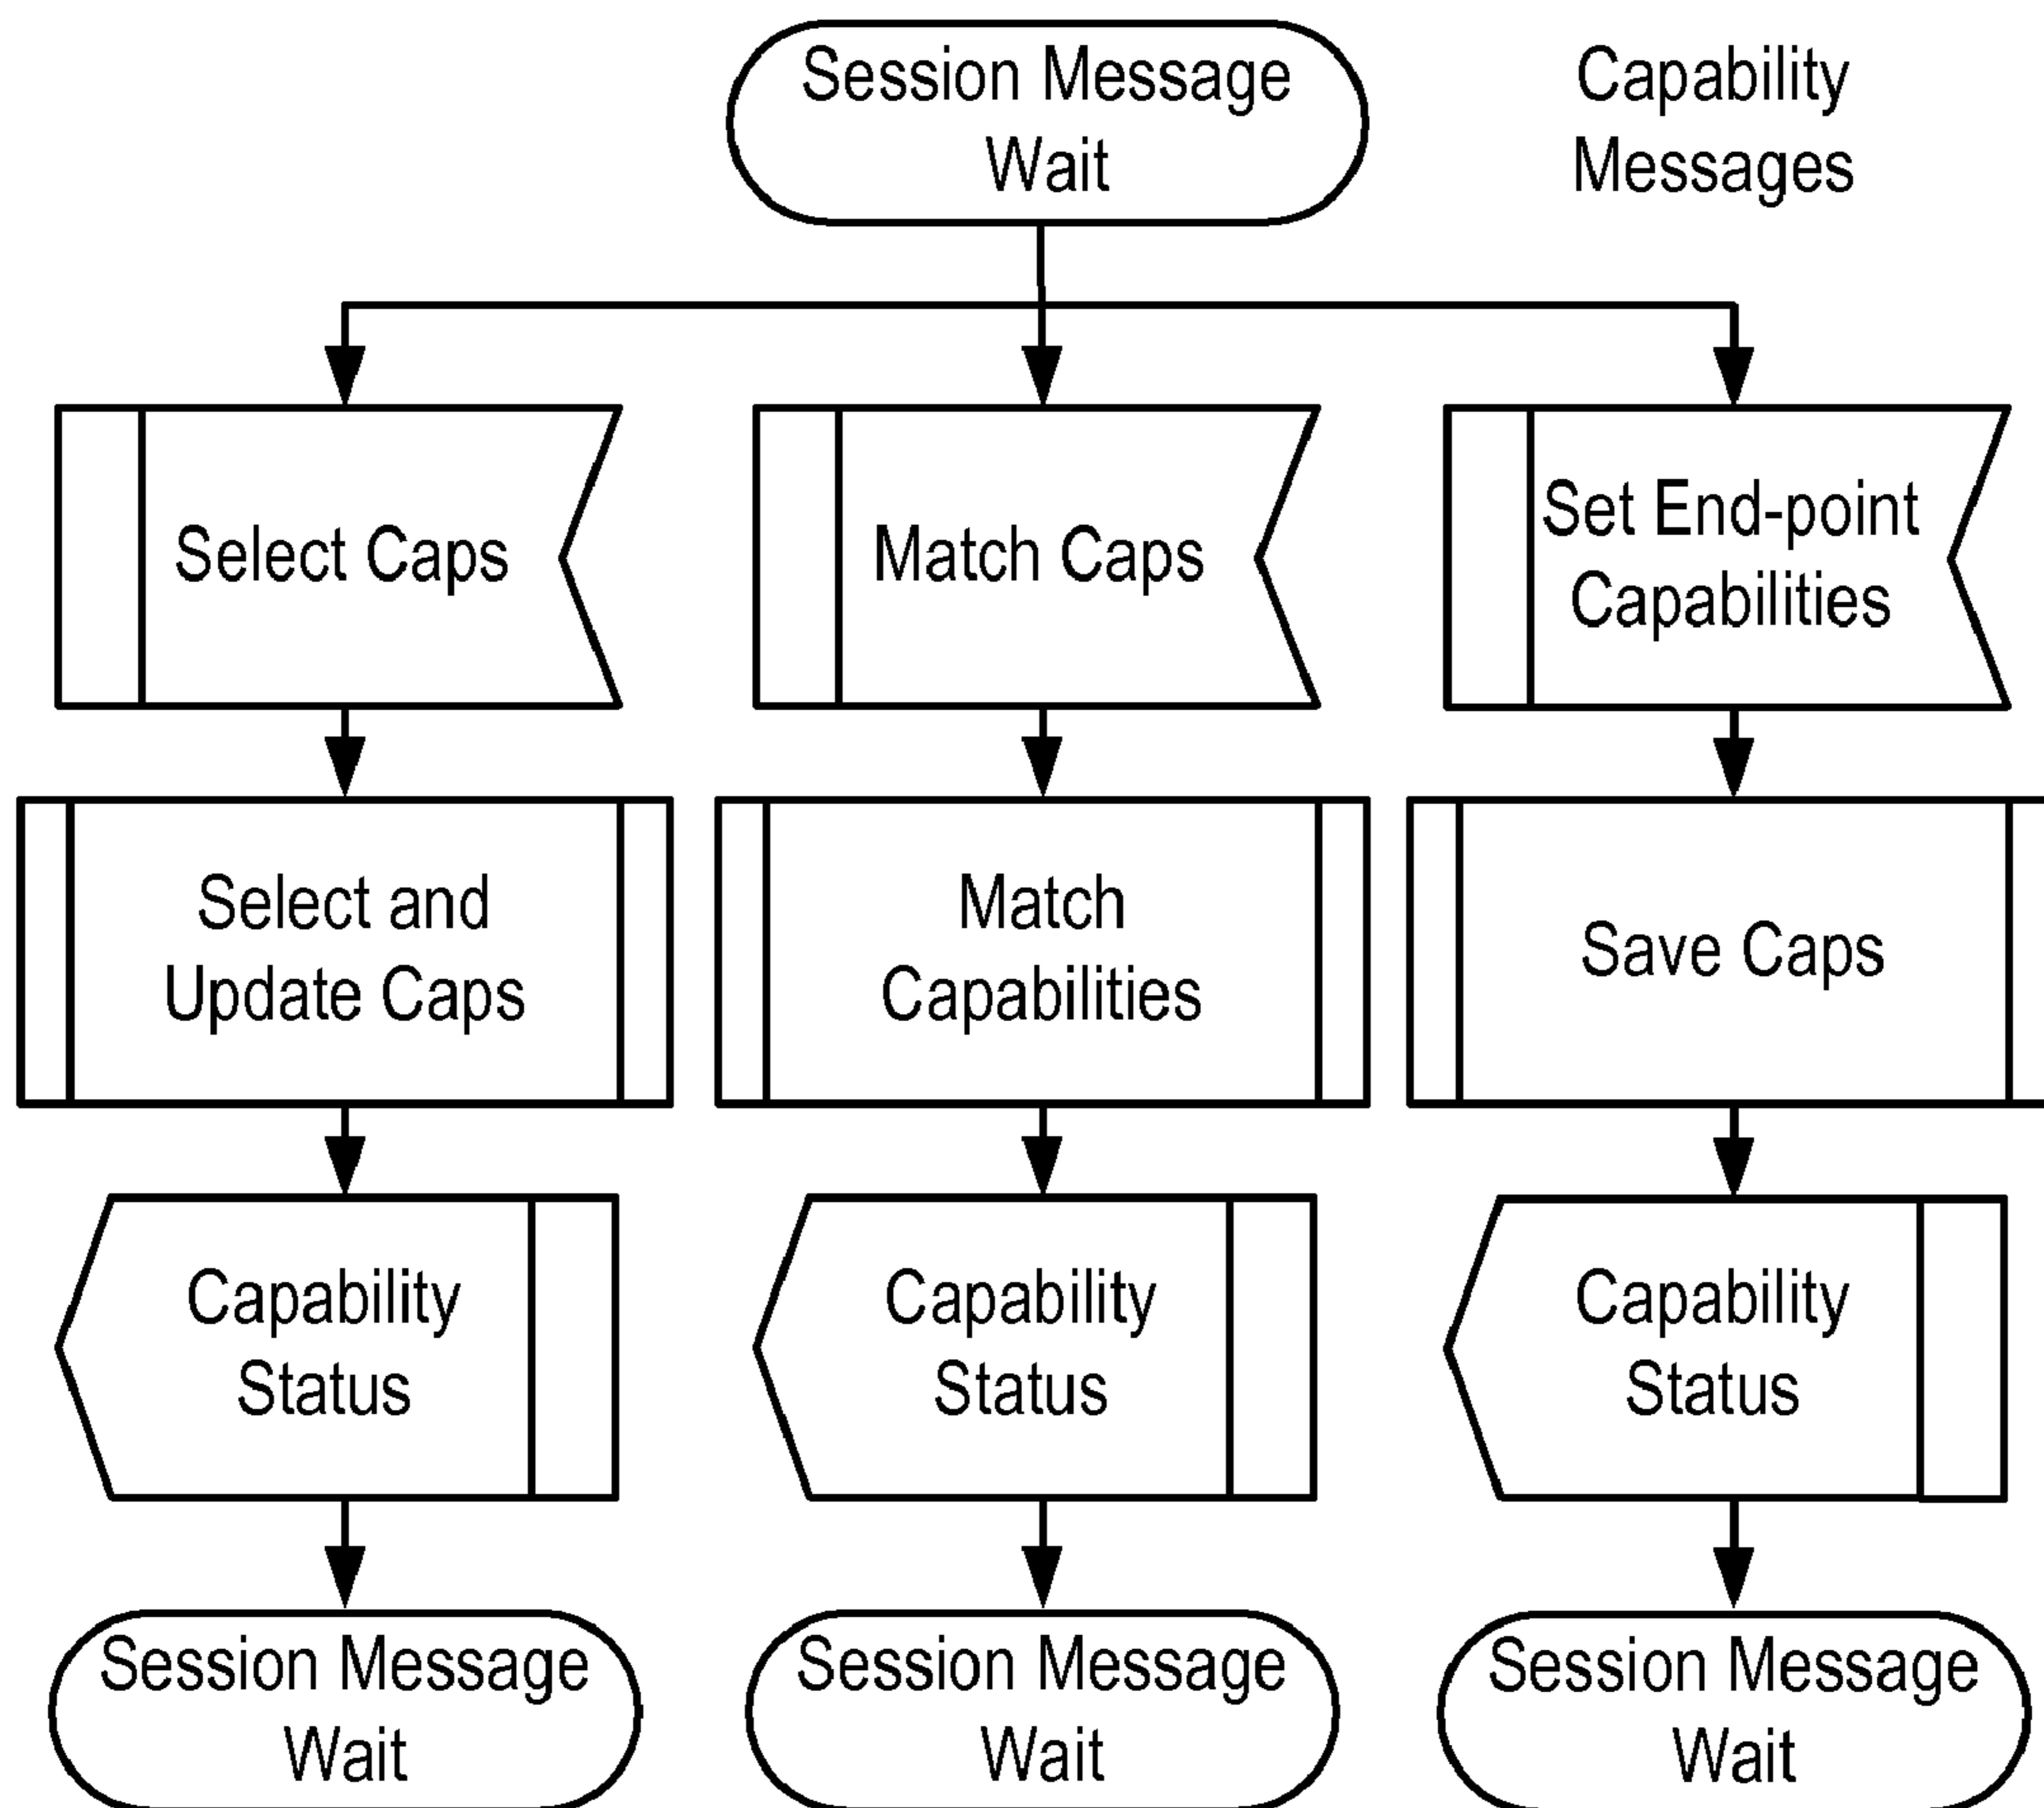 Session Message
Wait
Capability
Messages
Select Caps
Match Caps
Set End-point
Capabilities
Select and
Update Caps
Match
Capabilities
Save Caps
Capability
Status
Capability
Status
Capability
Status
Session Message
Wait
Session Message
Wait
Session Message
Wait